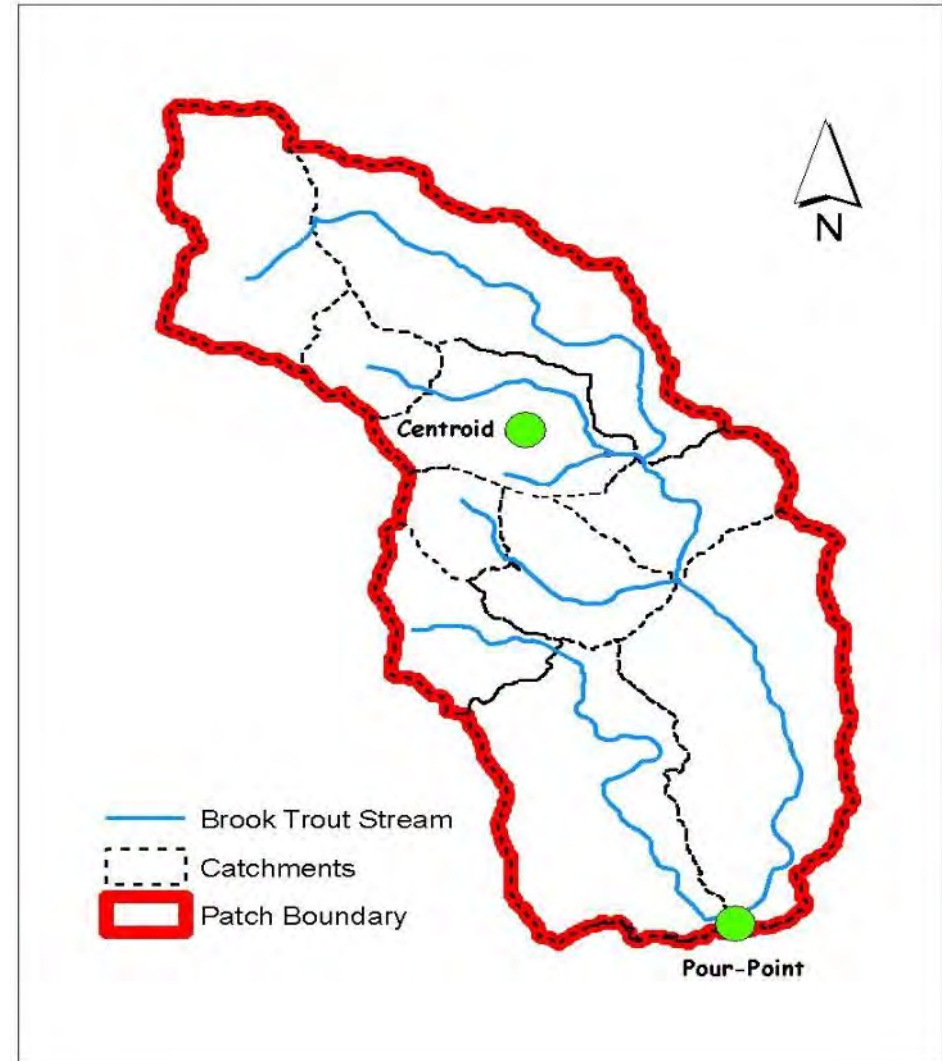 N
Centroid
Brook Trout Stream
Catchments
Patch Boundary
Pour-Point